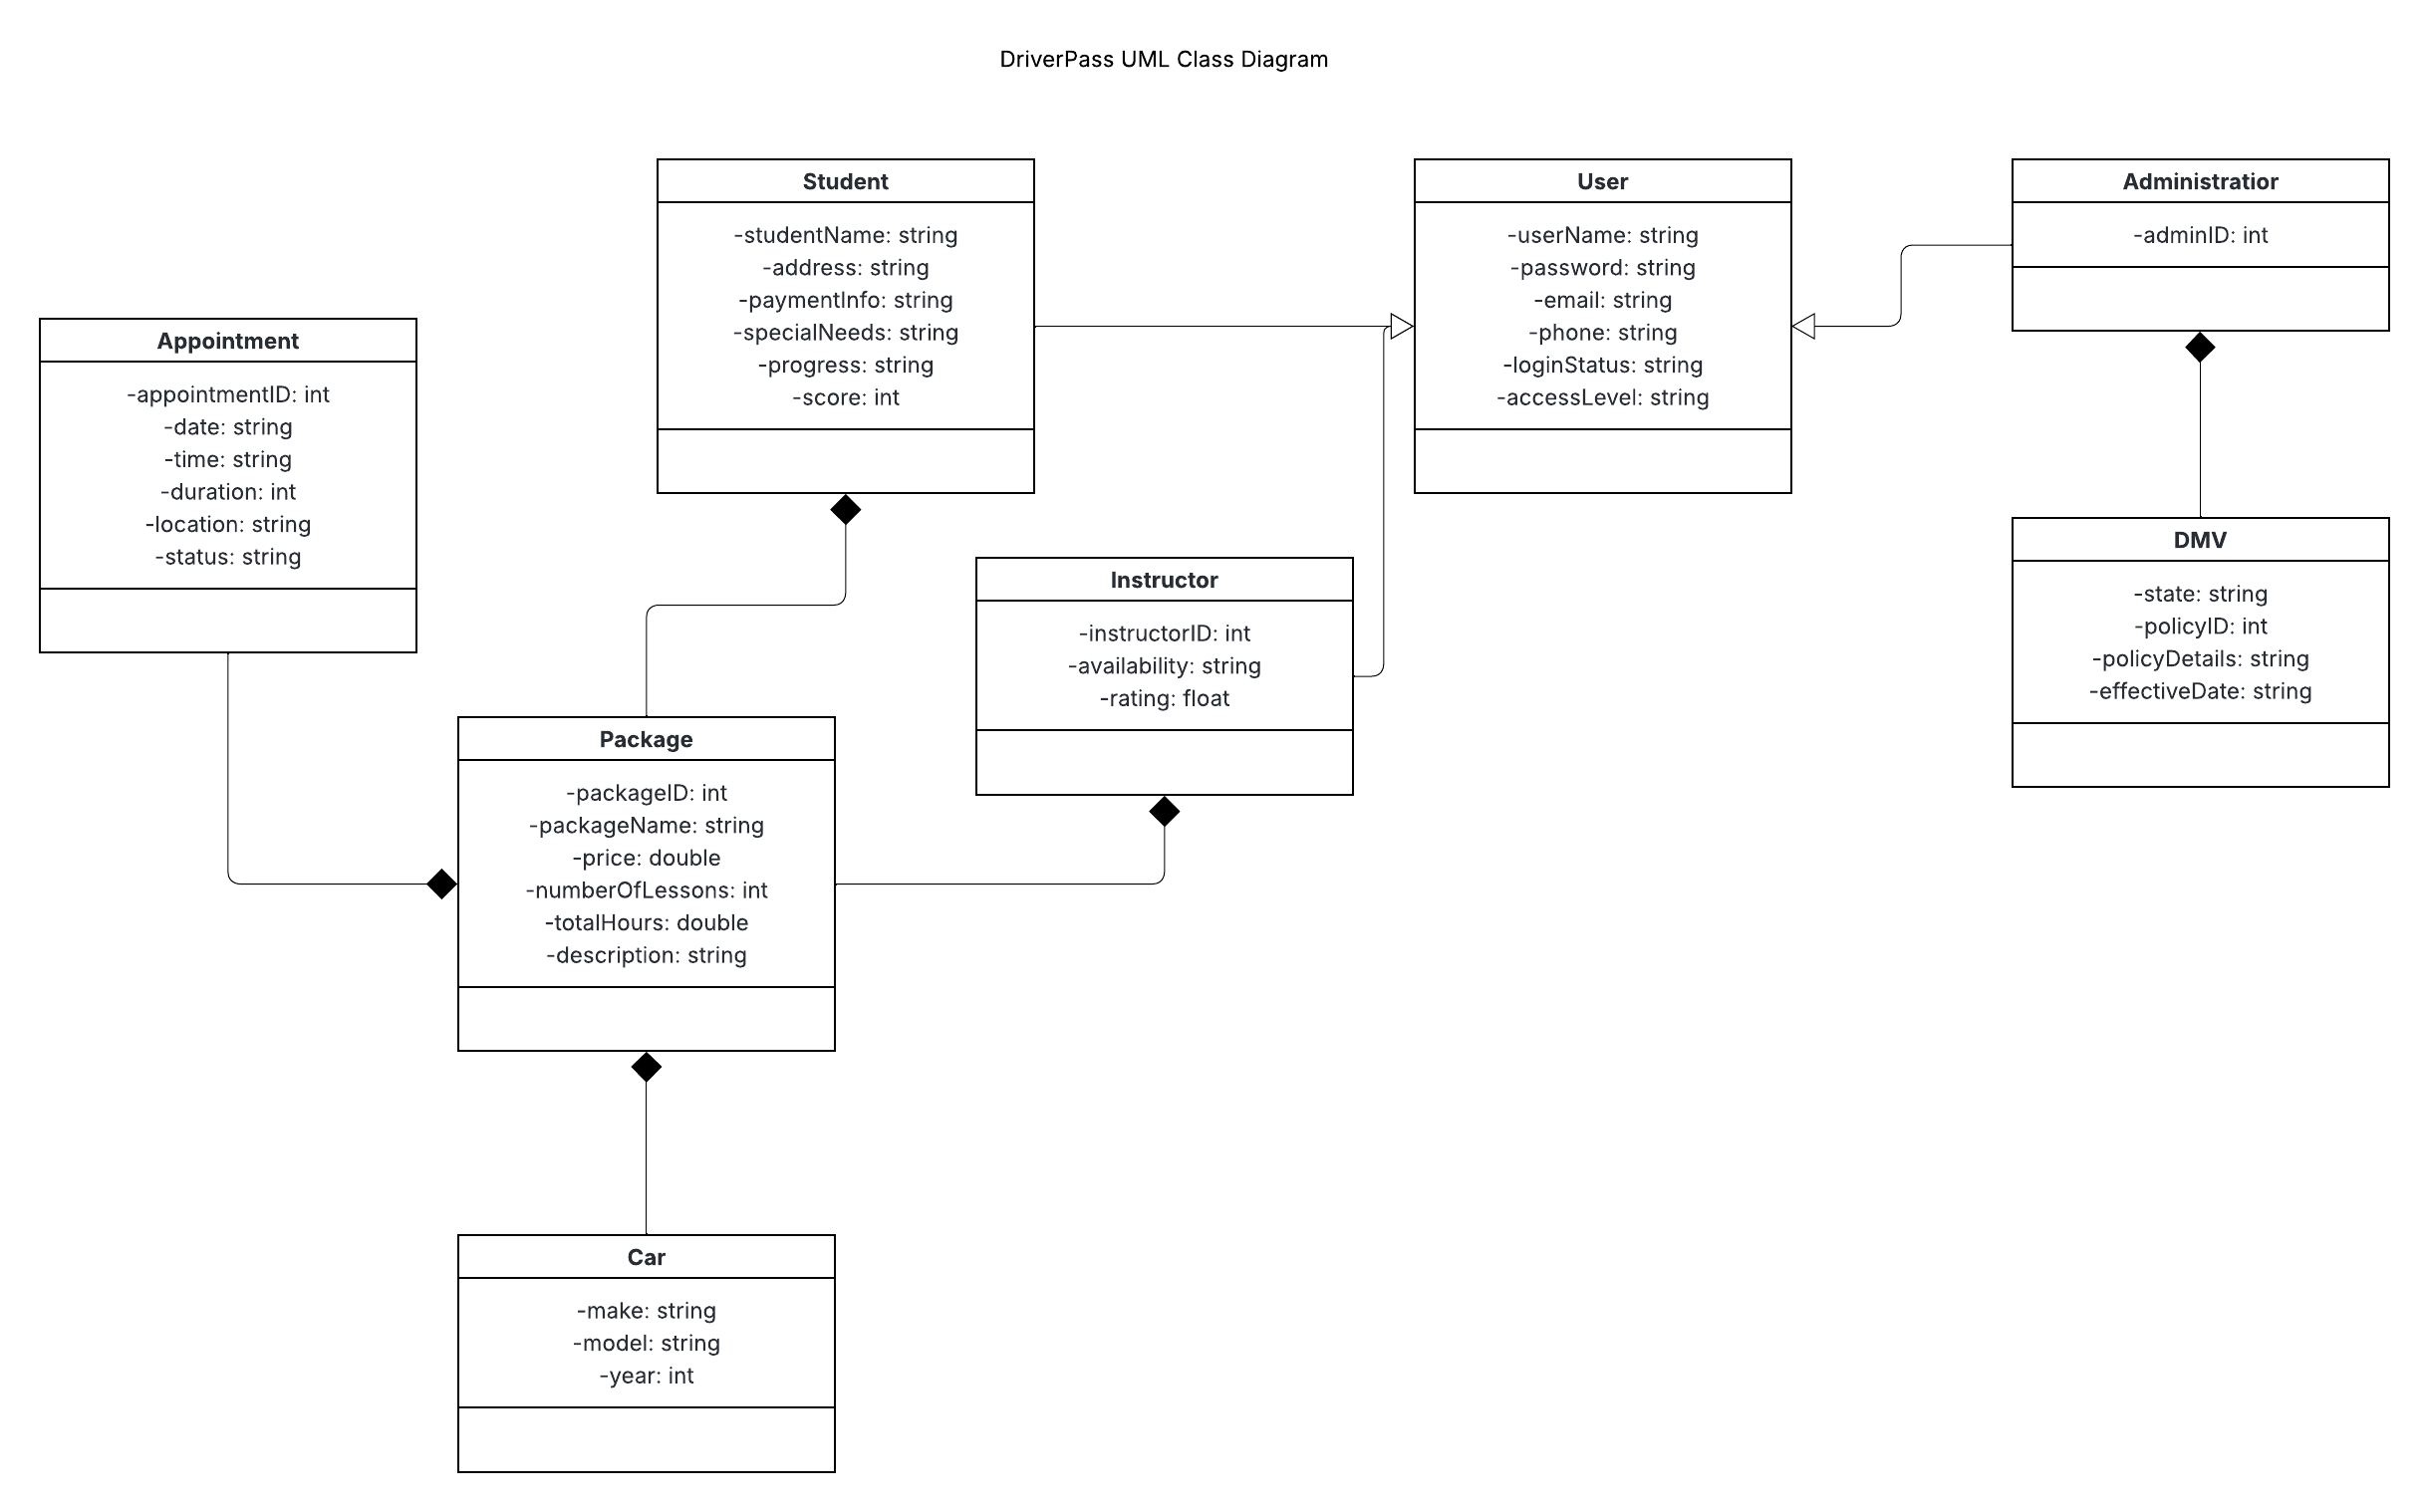 DriverPass UML Class Diagram
Student
-studentName: string
-address: string
-paymentInfo: string
-specialNeeds: string
-progress: string
-score: int
User
-userName: string
-password: string
-email: string
-phone: string
-loginStatus: string
-accessLevel: string
Administratior
-adminID: int
Appointment
-appointmentID: int
-date: string
-time: string
-duration: int
-location: string
-status: string
Instructor
-instructorID: int
-availability: string
-rating: float
DMV
-state: string
-policyID: int
-policyDetails: string
-effectiveDate: string
Package
-packageID: int
-packageName: string
-price: double
-numberOfLessons: int
-totalHours: double
-description: string
Car
-make: string
-model: string
-year: int